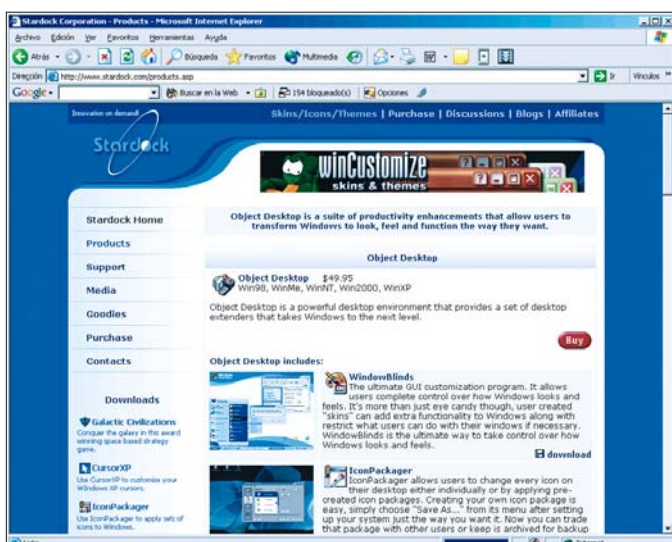 Stardock Corporation - Products - Microsoft Internet Explorer
Archivo Edición Ver Favoritos Herramientas Ayuda
Atrás Búsqueda Favoritos Multimedia
Dirección http://www.stardock.com/products.asp Ir Vínculos »
Google Buscar en la Web 154 bloqueado(s) Opciones
Innovation on demand
Stardock
Skins/Icons/Themes | Purchase | Discussions | Blogs | Affiliates
winCustomize
skins & themes
Stardock Home
Products
Support
Media
Goodies
Purchase
Contacts
Downloads
Galactic Civilizations
Conquer the galaxy in this award
winning space based strategy
game.
CursorXP
Use CursorXP to customize your
Windows XP cursors.
IconPackager
Use IconPackager to apply sets of
icons to Windows.
Object Desktop is a suite of productivity enhancements that allow users to
transform Windows to look, feel and function the way they want.
Object Desktop
Object Desktop $49.95
Win98, WinMe, WinNT, Win2000, WinXP
Object Desktop is a powerful desktop environment that provides a set of desktop
extenders that takes Windows to the next level.
Buy
Object Desktop includes:
WindowBlinds
The ultimate GUI customization program. It allows
users complete control over how Windows looks and
feels. It's more than just eye candy though, user created
"skins" can add extra functionality to Windows along with
restrict what users can do with their windows if necessary.
WindowBlinds is the ultimate way to take control over how
Windows looks and feels.
download
IconPackager
IconPackager allows users to change every icon on
their desktop either individually or by applying pre-
created icon packages. Creating your own icon package is
easy, simply choose "Save As..." from its menu after setting
up your system just the way you want it. Now you can trade
that package with other users or keep is archived for backup